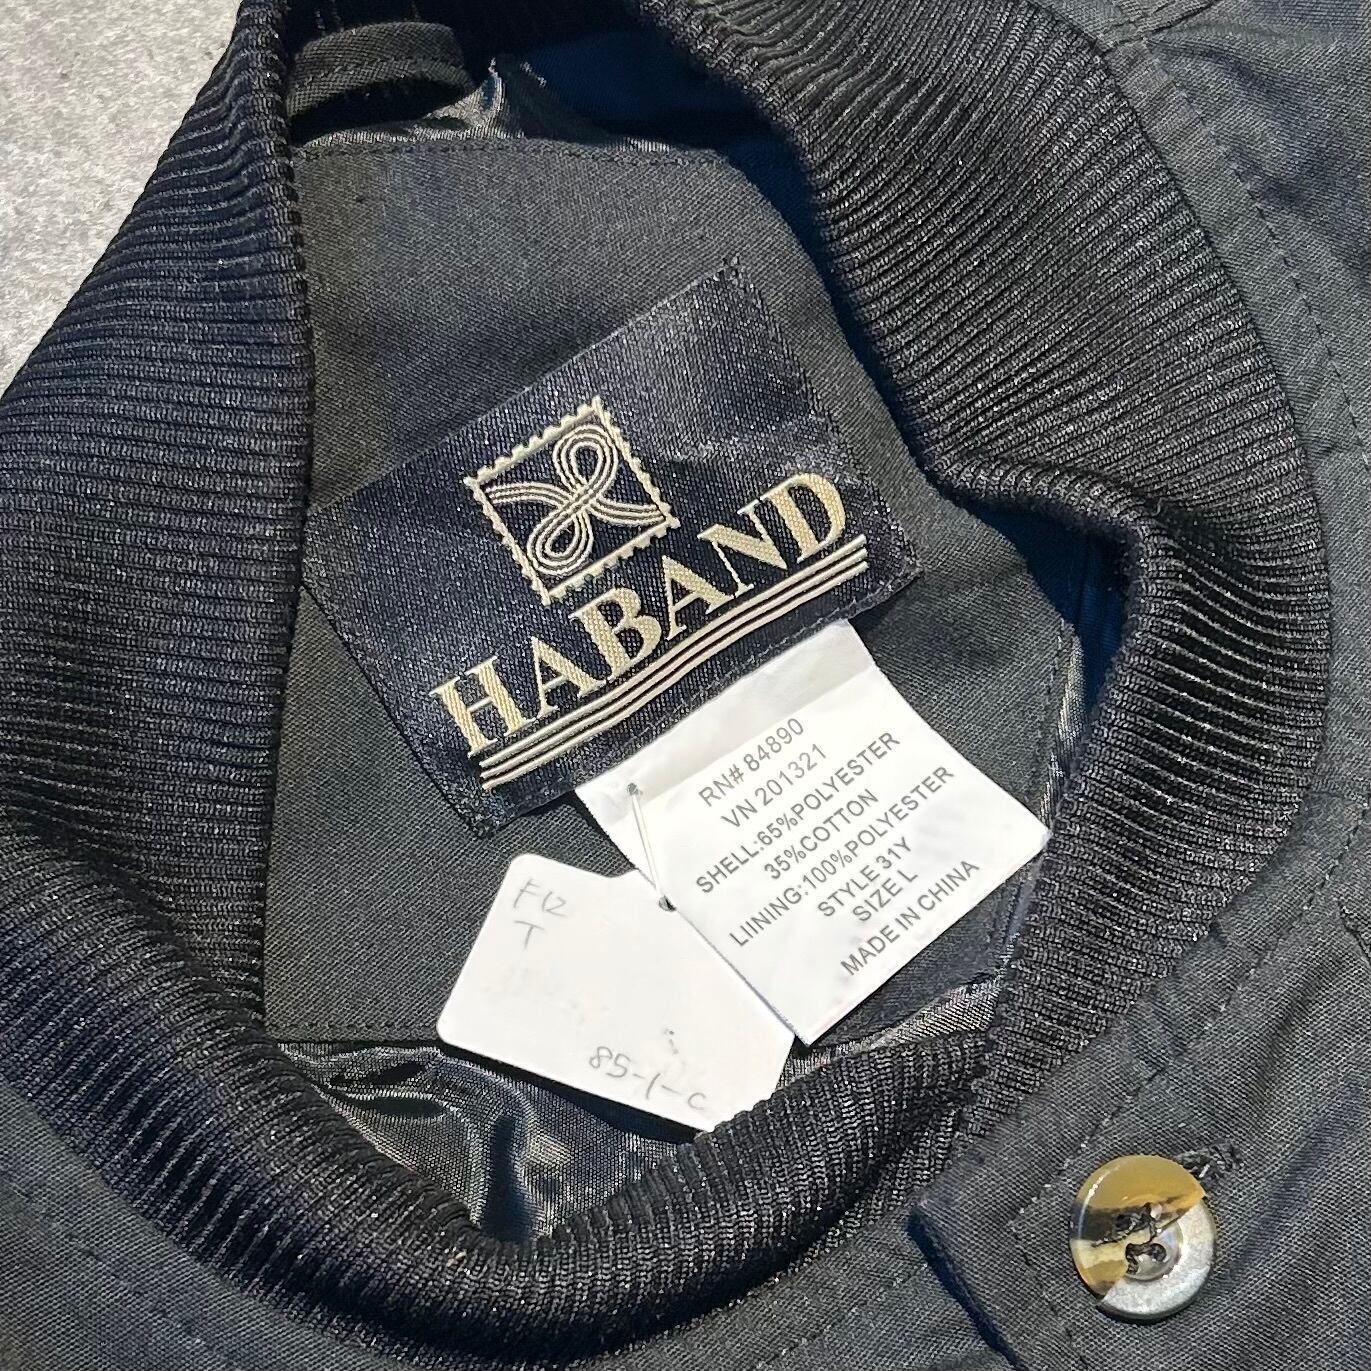 HABAND
RN# 84890
VN 201321
SHELL:65%POLYESTER
35%COTTON
LIINING:100%POLYESTER
STYLE:31Y
SIZE L
MADE IN CHINA
T
85-1-C